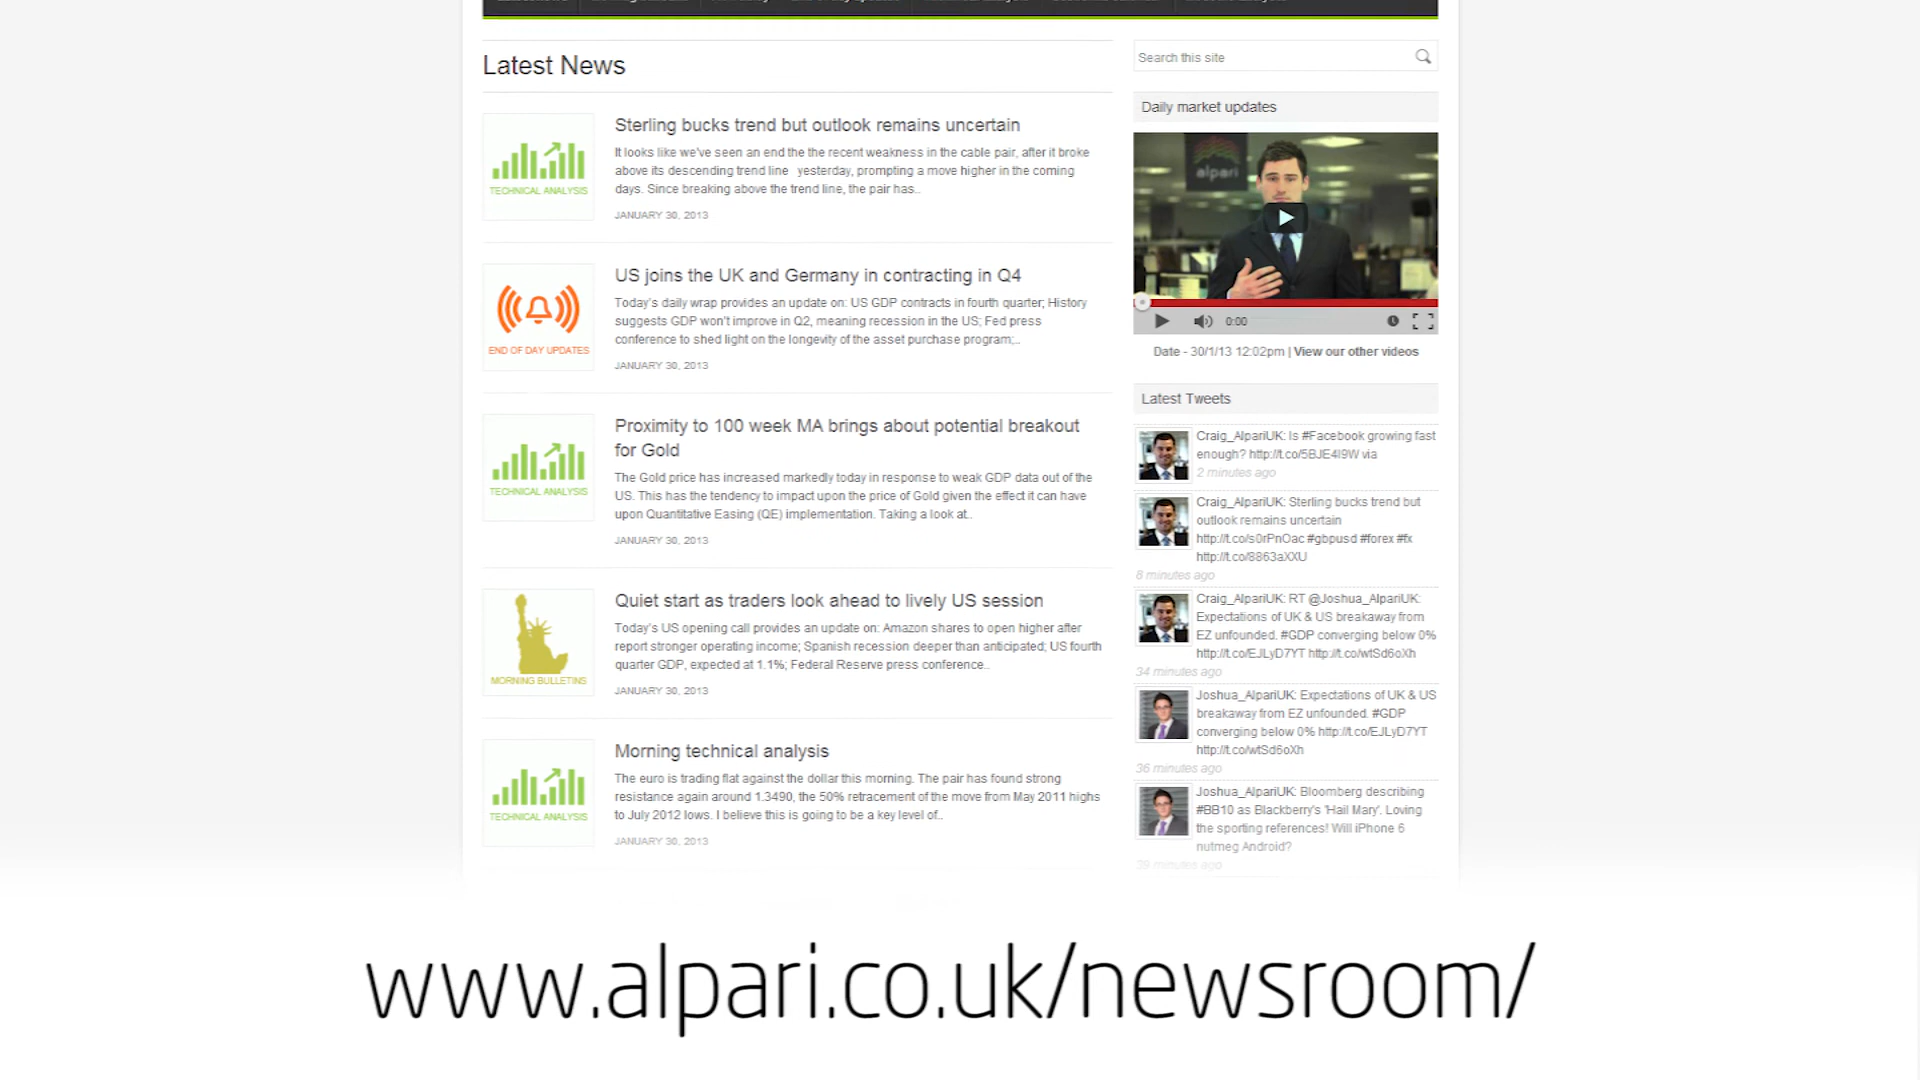 Latest News
TECHNICAL ANALYSIS
Sterling bucks trend but outlook remains uncertain
It looks like we've seen an end the the recent weakness in the cable pair, after it broke
above its descending trend line yesterday, prompting a move higher in the coming
days. Since breaking above the trend line, the pair has..
JANUARY 30, 2013
END OF DAY UPDATES
US joins the UK and Germany in contracting in Q4
Today's daily wrap provides an update on: US GDP contracts in fourth quarter; History
suggests GDP won't improve in Q2, meaning recession in the US; Fed press
conference to shed light on the longevity of the asset purchase program;..
JANUARY 30, 2013
TECHNICAL ANALYSIS
Proximity to 100 week MA brings about potential breakout
for Gold
The Gold price has increased markedly today in response to weak GDP data out of the
US. This has the tendency to impact upon the price of Gold given the effect it can have
upon Quantitative Easing (QE) implementation. Taking a look at..
JANUARY 30, 2013
MORNING BULLETINS
Quiet start as traders look ahead to lively US session
Today's US opening call provides an update on: Amazon shares to open higher after
report stronger operating income; Spanish recession deeper than anticipated; US fourth
quarter GDP, expected at 1.1%; Federal Reserve press conference..
JANUARY 30, 2013
TECHNICAL ANALYSIS
Morning technical analysis
The euro is trading flat against the dollar this morning. The pair has found strong
resistance again around 1.3490, the 50% retracement of the move from May 2011 highs
to July 2012 lows. I believe this is going to be a key level of..
JANUARY 30, 2013
Search this site
Daily market updates
alpari
0:00
Date - 30/1/13 12:02pm | View our other videos
Latest Tweets
Craig_AlpariUK: Is #Facebook growing fast
enough? http://t.co/5BJE4I9W via
2 minutes ago
Craig_AlpariUK: Sterling bucks trend but
outlook remains uncertain
http://t.co/s0rPnOac #gbpusd #forex #fx
http://t.co/8863aXXU
8 minutes ago
Craig_AlpariUK: RT @Joshua_AlpariUK:
Expectations of UK & US breakaway from
EZ unfounded. #GDP converging below 0%
http://t.co/EJLyD7YT http://t.co/wtSd6oXh
34 minutes ago
Joshua_AlpariUK: Expectations of UK & US
breakaway from EZ unfounded. #GDP
converging below 0% http://t.co/EJLyD7YT
http://t.co/wtSd6oXh
36 minutes ago
Joshua_AlpariUK: Bloomberg describing
#BB10 as Blackberry's 'Hail Mary'. Loving
the sporting references! Will iPhone 6
nutmeg Android?
39 minutes ago
www.alpari.co.uk/newsroom/